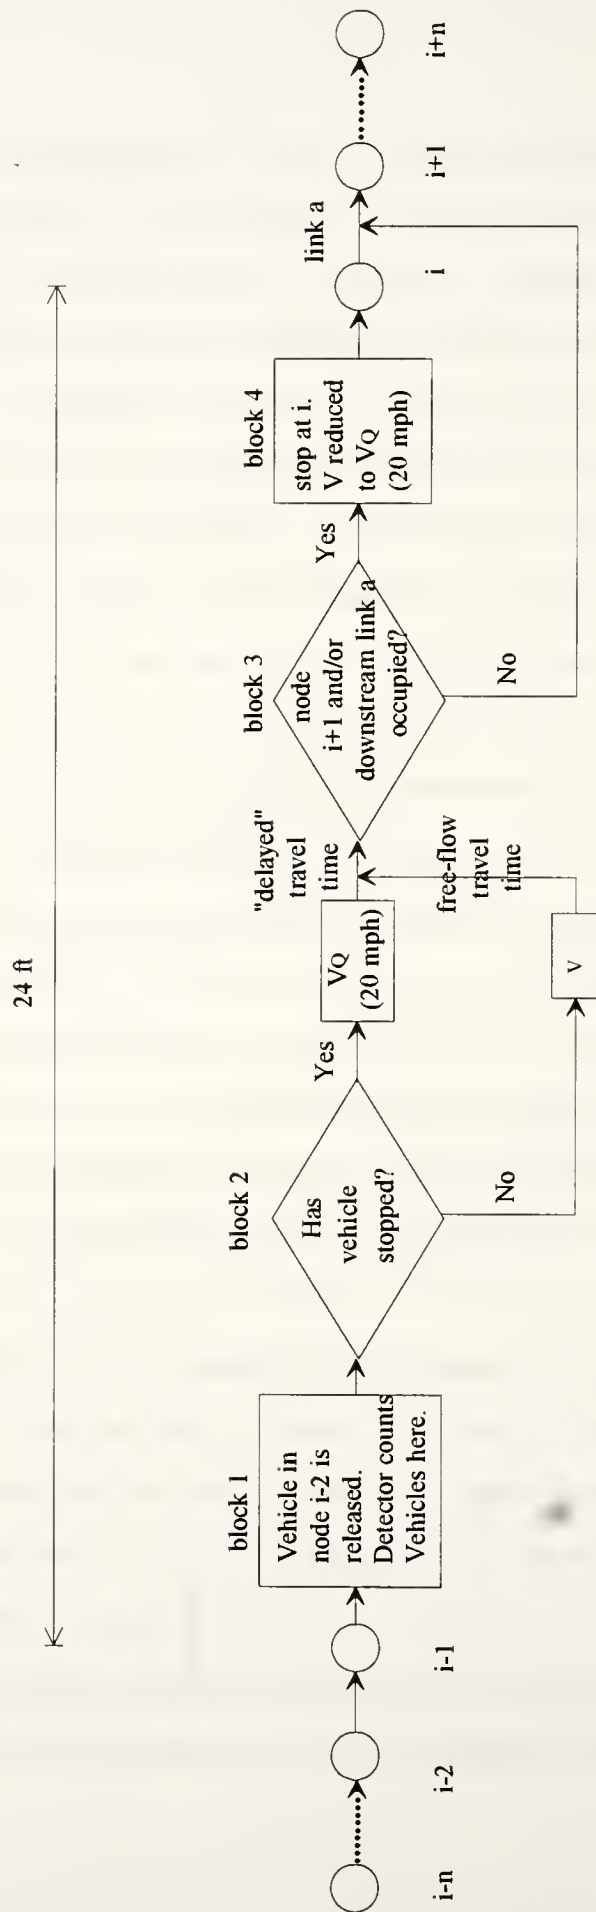 24 ft
block 1
Vehicle in
node i-2 is
released.
Detector counts
Vehicles here.
block 2
Has
vehicle
stopped?
Yes
No
VQ
(20 mph)
V
"delayed"
travel
time
free-flow
travel
time
block 3
node
i+1 and/or
downstream link a
occupied?
Yes
No
block 4
stop at i.
V reduced
to VQ
(20 mph)
link a
i-n
i-2
i-1
i
i+1
i+n